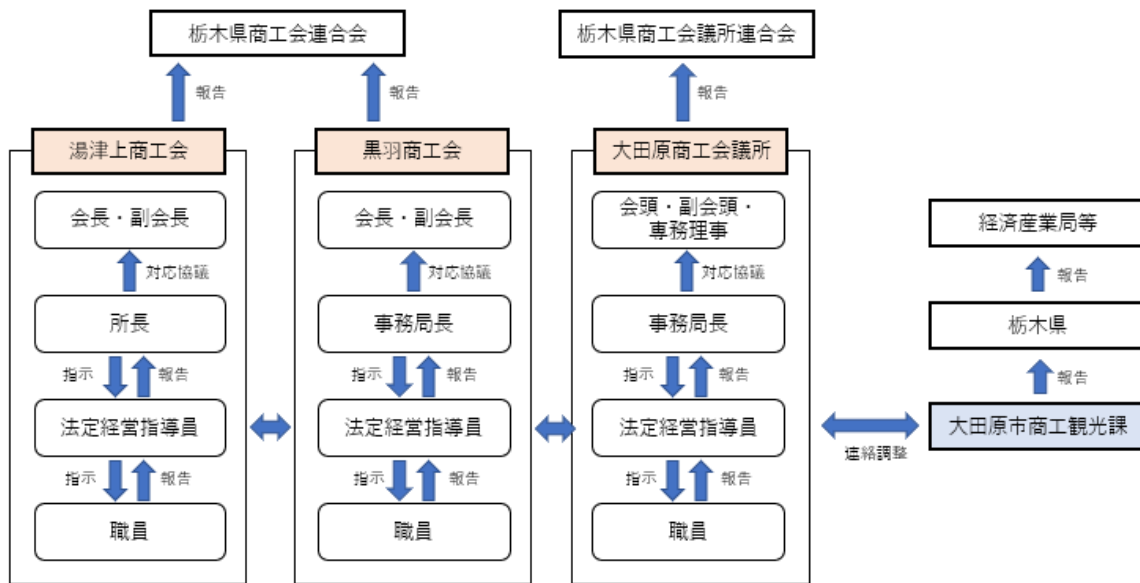 栃木県商工会連合会
栃木県商工会議所連合会
報告
報告
報告
湯津上商工会
黒羽商工会
大田原商工会議所
会長・副会長
会長・副会長
会頭・副会頭・
専務理事
経済産業局等
対応協議
対応協議
対応協議
報告
所長
事務局長
事務局長
栃木県
指示
報告
指示
報告
指示
報告
報告
法定経営指導員
法定経営指導員
法定経営指導員
大田原市商工観光課
連絡調整
指示
報告
指示
報告
指示
報告
職員
職員
職員